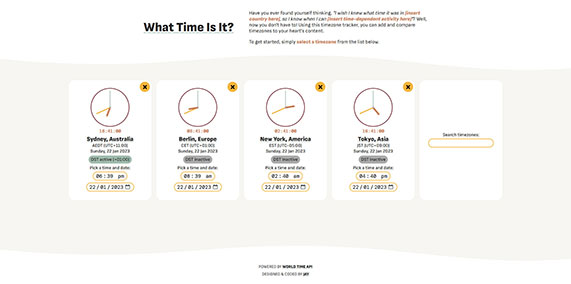 What Time Is It?
Have you ever found yourself thinking, "I wish I knew what time it was in [insert
country here], so I know when I can [insert time-dependent activity here]"? Well,
now you don't have to! Using this timezone tracker, you can add and compare
timezones to your heart's content.
To get started, simply select a timezone from the list below.
16:41:00
Sydney, Australia
AEDT (UTC+11:00)
Sunday, 22 Jan 2023
DST active (+01:00)
Pick a time and date:
06:39 pm
22/01/2023
06:41:00
Berlin, Europe
CET (UTC+01:00)
Sunday, 22 Jan 2023
DST inactive
Pick a time and date:
08:39 am
22/01/2023
02:41:00
New York, America
EST (UTC-05:00)
Sunday, 22 Jan 2023
DST inactive
Pick a time and date:
02:40 am
22/01/2023
16:41:00
Tokyo, Asia
JST (UTC+09:00)
Sunday, 22 Jan 2023
DST inactive
Pick a time and date:
04:40 pm
22/01/2023
Search timezones:
POWERED BY WORLD TIME API
DESIGNED & CODED BY JAY